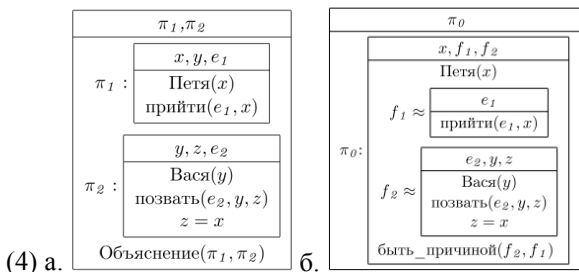 π₁,π₂
x, y, e₁
π₁ :
Петя(x)
прийти(e₁, x)
y, z, e₂
π₂ :
Вася(y)
позвать(e₂, y, z)
z = x
Объяснение(π₁, π₂)
(4) а.
π₀
x, f₁, f₂
Петя(x)
e₁
f₁ ≈
прийти(e₁, x)
π₀:
e₂, y, z
Вася(y)
f₂ ≈
позвать(e₂, y, z)
z = x
быть_причиной(f₂, f₁)
б.